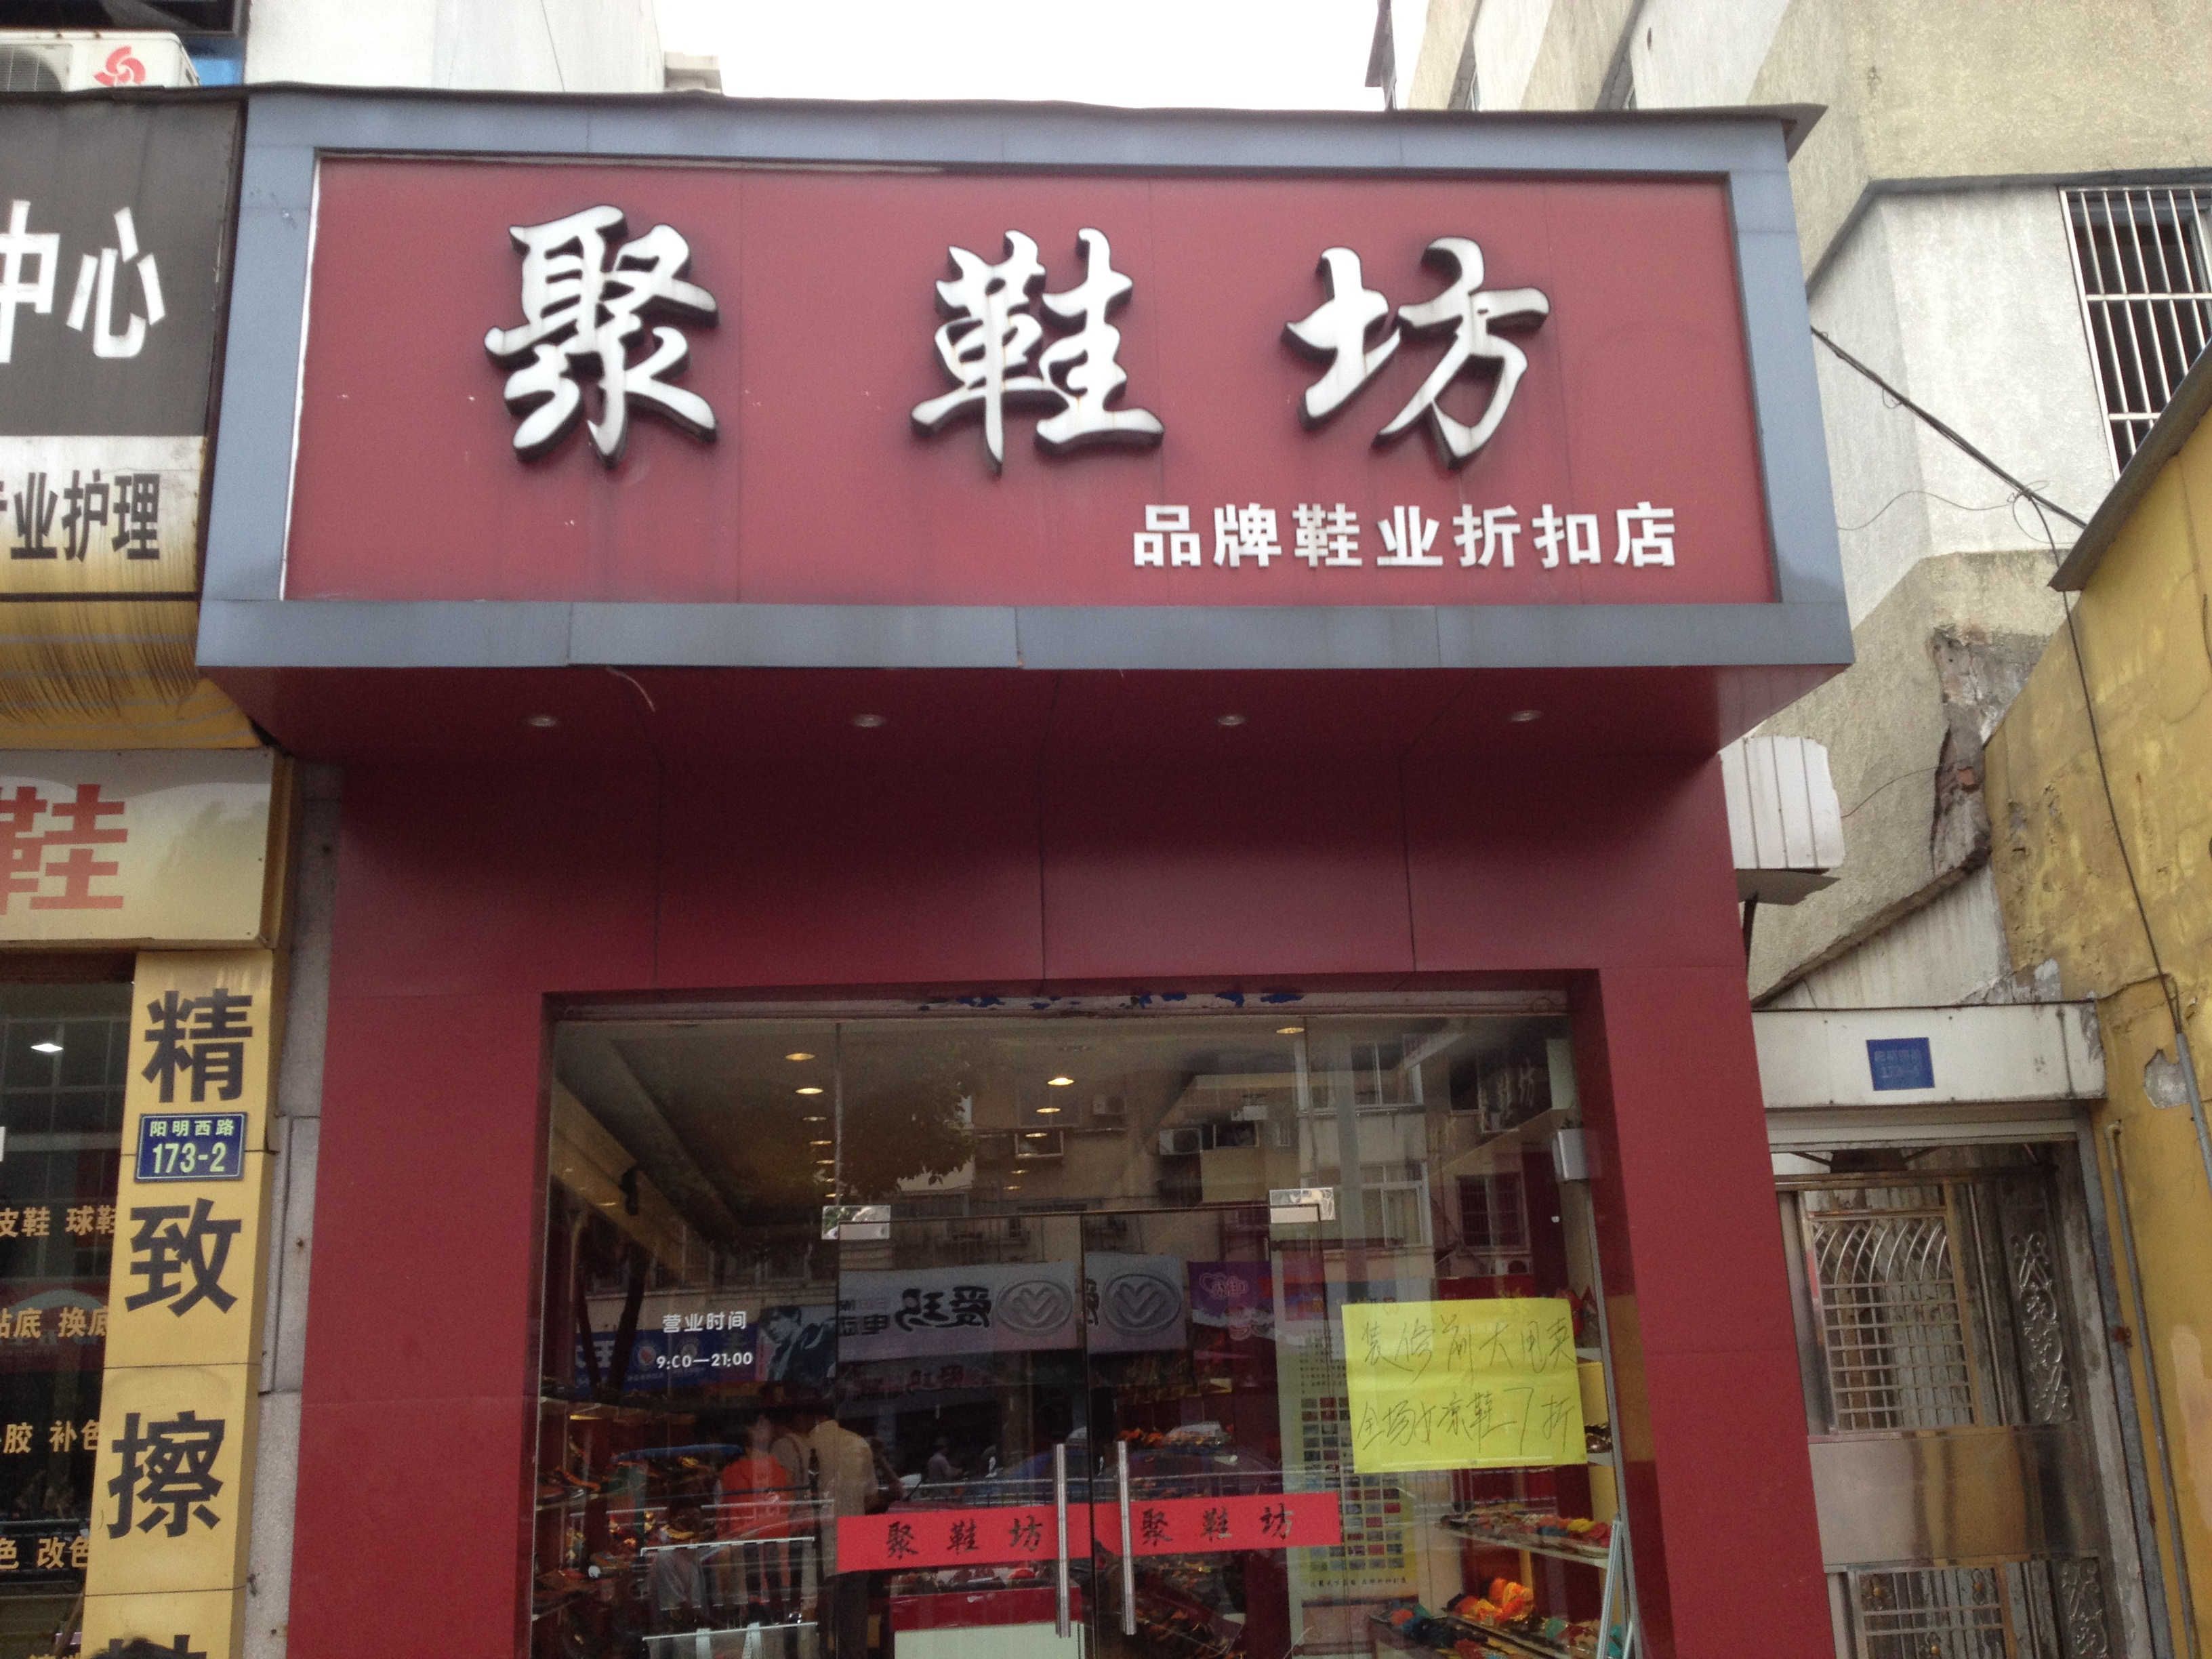 聚鞋坊
品牌鞋业折扣店
中心
业护理
鞋
精致擦
阳明西路
173-2
皮鞋 球鞋
底 换底
胶 补色
色 改色
营业时间
9:00—21:00
装修前大甩卖
全场凉鞋7折
聚鞋坊
聚鞋坊